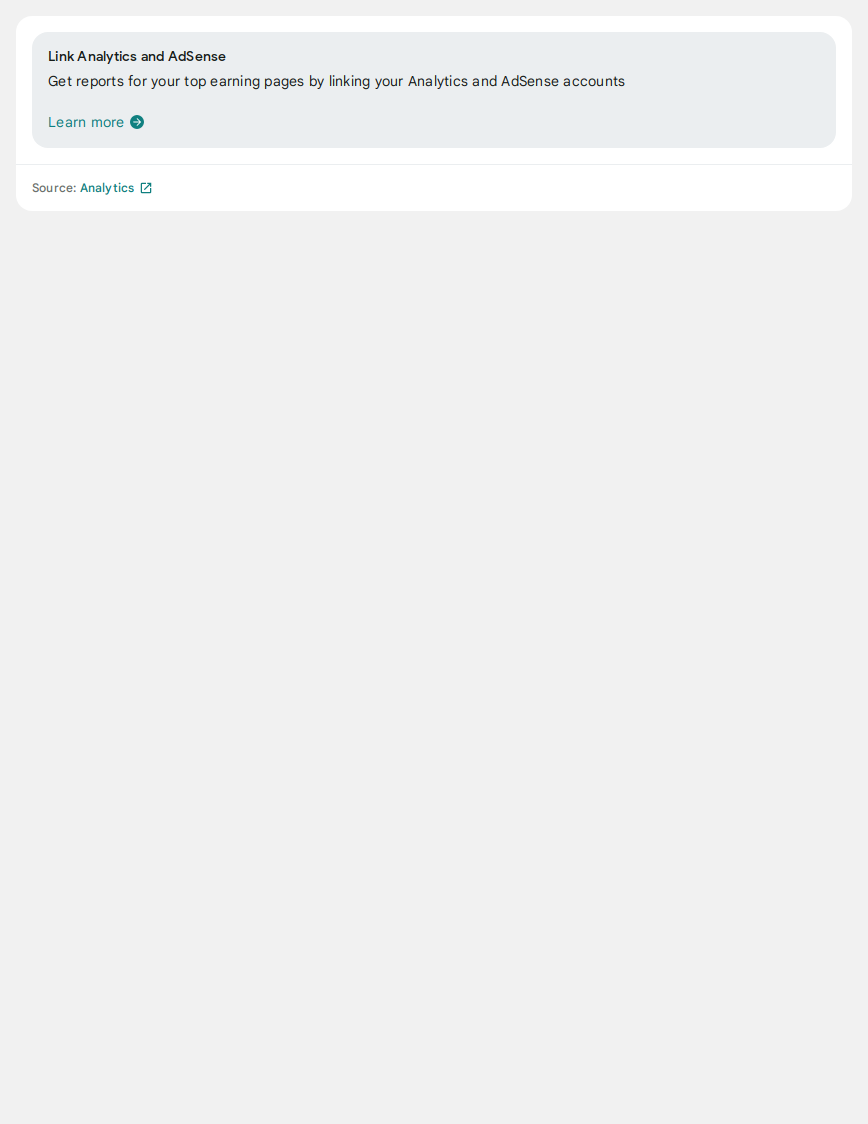 Link Analytics and AdSense
Get reports for your top earning pages by linking your Analytics and AdSense accounts
Learn more
Source: Analytics